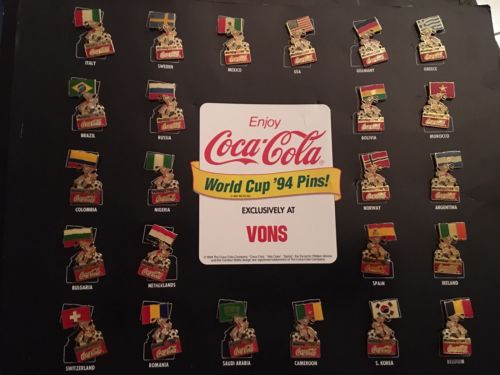 ITALY
SWEDEN
MEXICO
USA
GERMANY
GREECE
BRAZIL
RUSSIA
BOLIVIA
MOROCCO
Enjoy
Coca-Cola
World Cup '94 Pins!
EXCLUSIVELY AT
VONS
COLOMBIA
NIGERIA
NORWAY
ARGENTINA
BULGARIA
NETHERLANDS
SPAIN
IRELAND
SWITZERLAND
ROMANIA
SAUDI ARABIA
CAMEROON
S. KOREA
BELGIUM